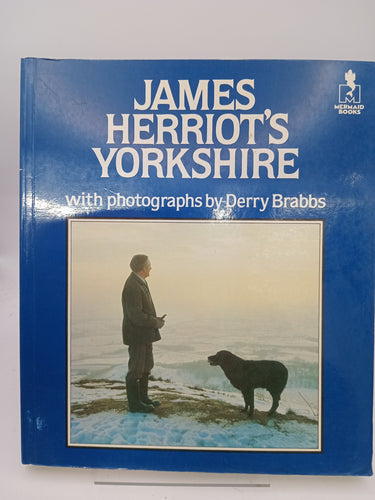 JAMES
HERRIOT'S
YORKSHIRE
with photographs by Derry Brabbs
MERMAID
BOOKS